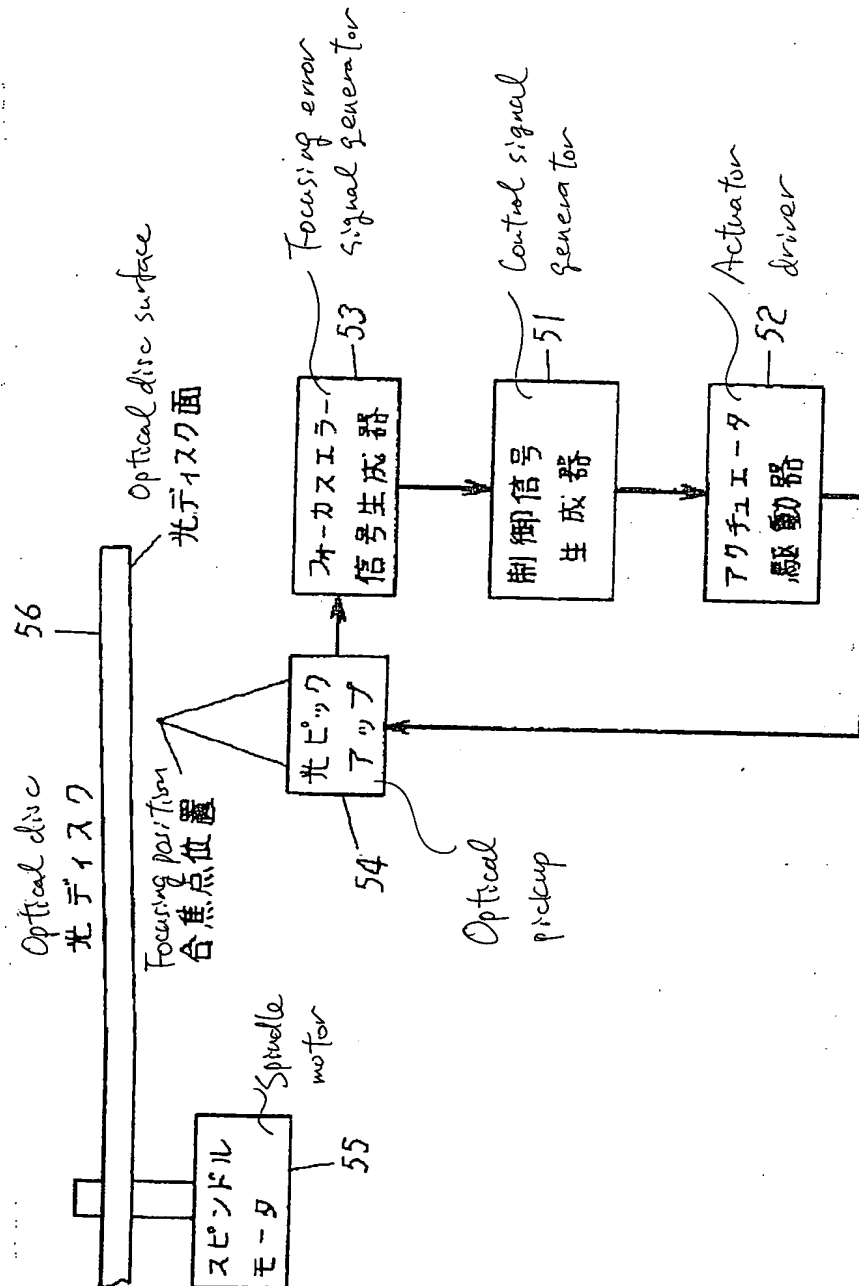 Optical disc
光ディスク
56
Optical disc surface
光ディスク面
Focusing position
合焦点位置
スピンドル
モータ
Spindle
motor
55
光ピック
アップ
54
Optical
pickup
フォーカスエラー
信号生成器
53
Focusing error
signal generator
制御信号
生成器
51
Control signal
generator
アクチュエータ
駆動器
52
Actuator
driver